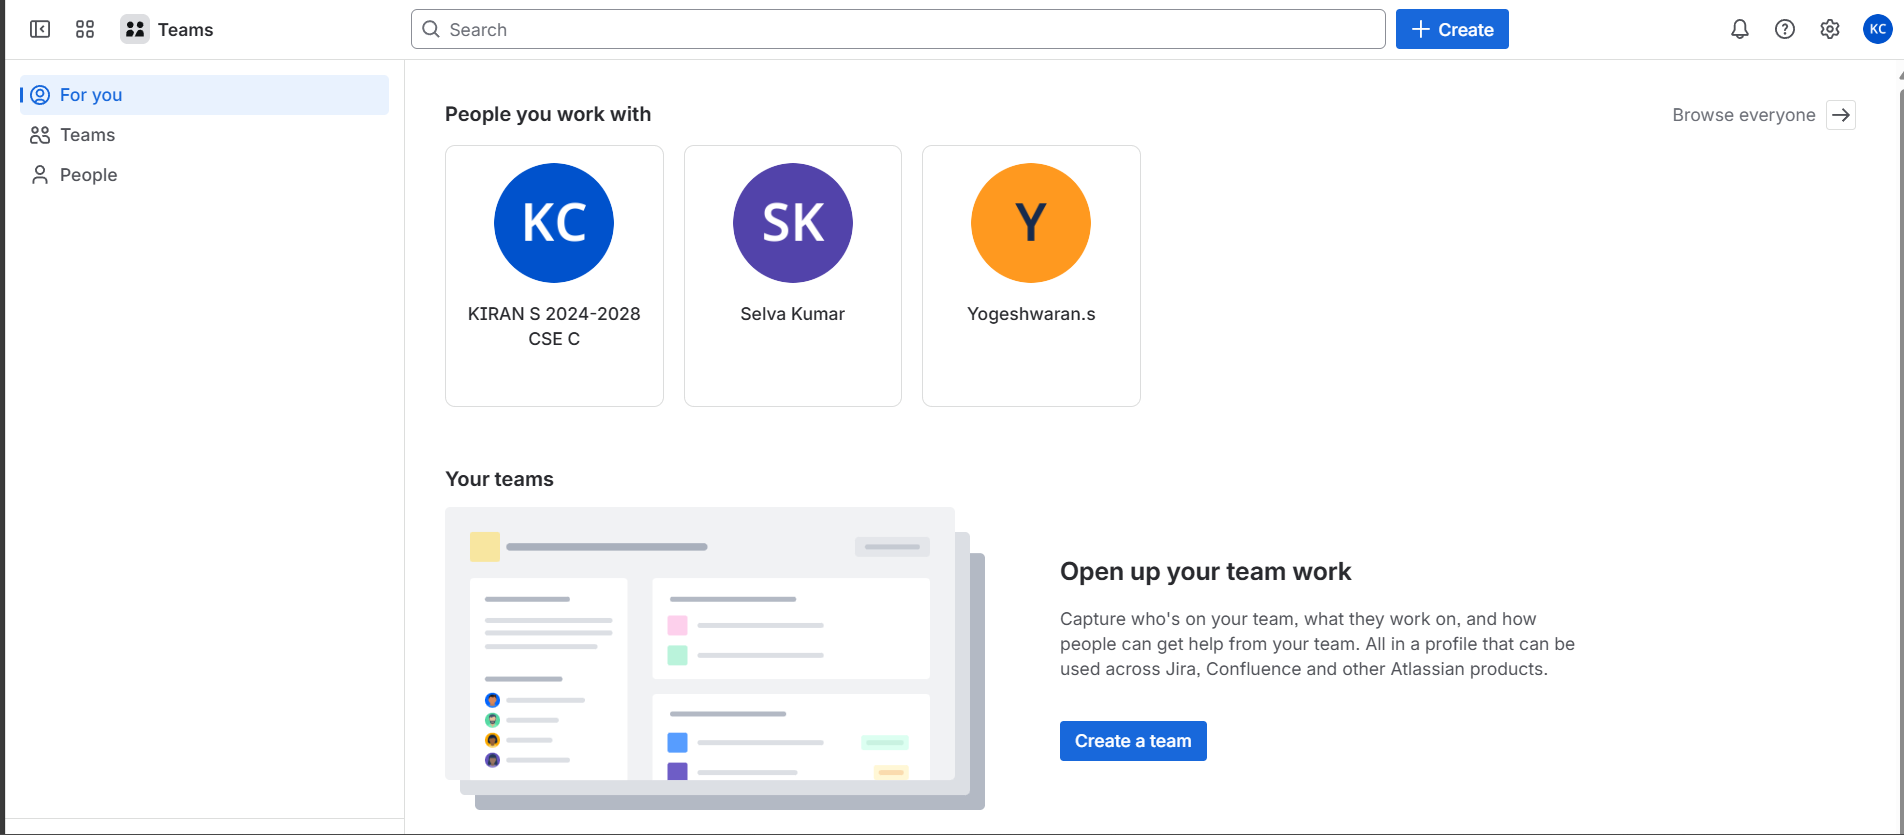 Teams
Search
Create
KC
For you
Teams
People
People you work with
Browse everyone
KC
KIRAN S 2024-2028
CSE C
SK
Selva Kumar
Y
Yogeshwaran.s
Your teams
Open up your team work
Capture who's on your team, what they work on, and how
people can get help from your team. All in a profile that can be
used across Jira, Confluence and other Atlassian products.
Create a team